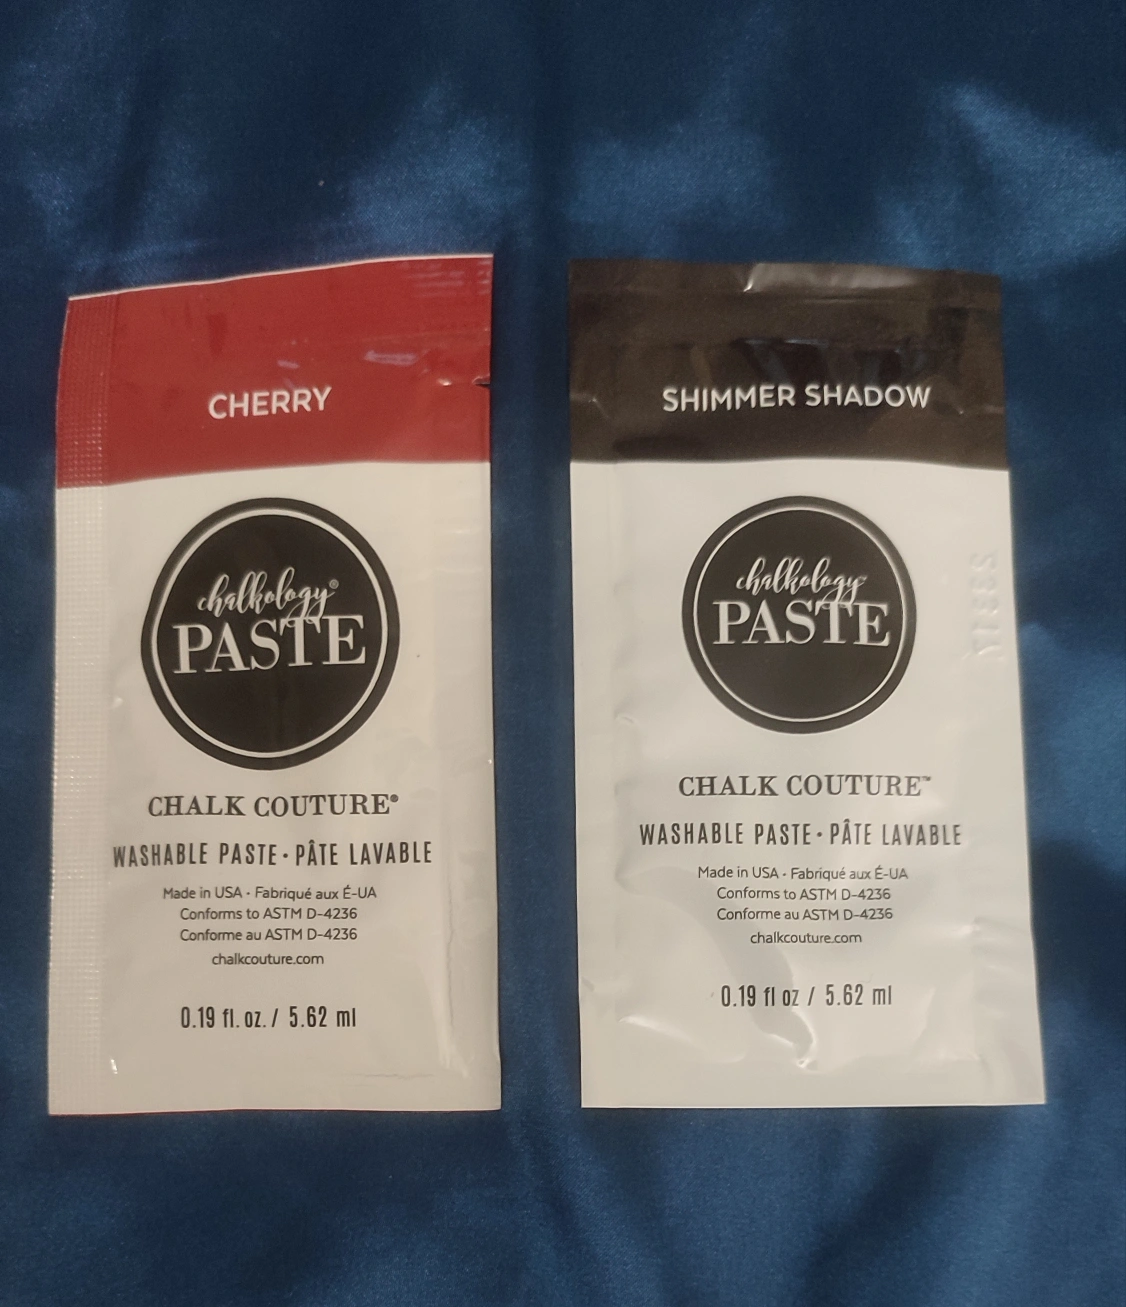 CHERRY
chalkology®
PASTE
CHALK COUTURE®
WASHABLE PASTE • PÂTE LAVABLE
Made in USA • Fabriqué aux É-UA
Conforms to ASTM D-4236
Conforme au ASTM D-4236
chalkcouture.com
0.19 fl. oz. / 5.62 ml
SHIMMER SHADOW
chalkology
PASTE
CHALK COUTURE™
WASHABLE PASTE • PÂTE LAVABLE
Made in USA • Fabriqué aux É-UA
Conforms to ASTM D-4236
Conforme au ASTM D-4236
chalkcouture.com
0.19 fl oz / 5.62 ml